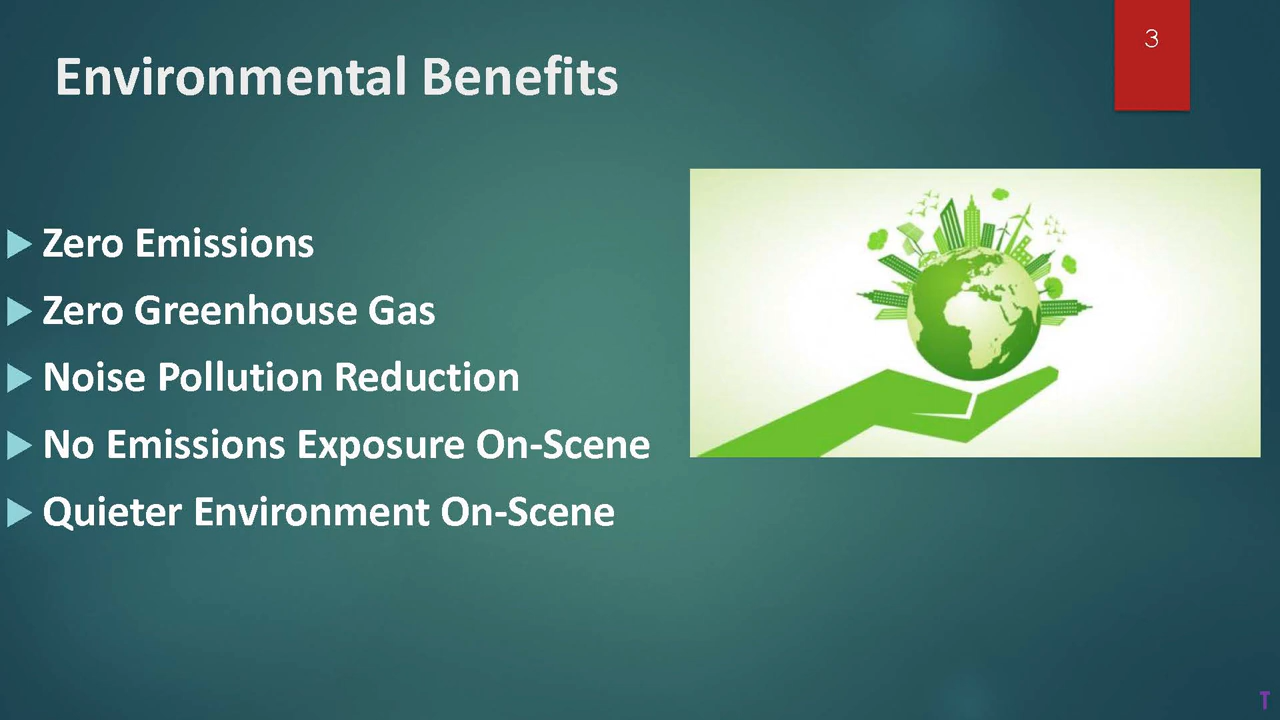 3
Environmental Benefits
Zero Emissions
Zero Greenhouse Gas
Noise Pollution Reduction
No Emissions Exposure On-Scene
Quieter Environment On-Scene
T